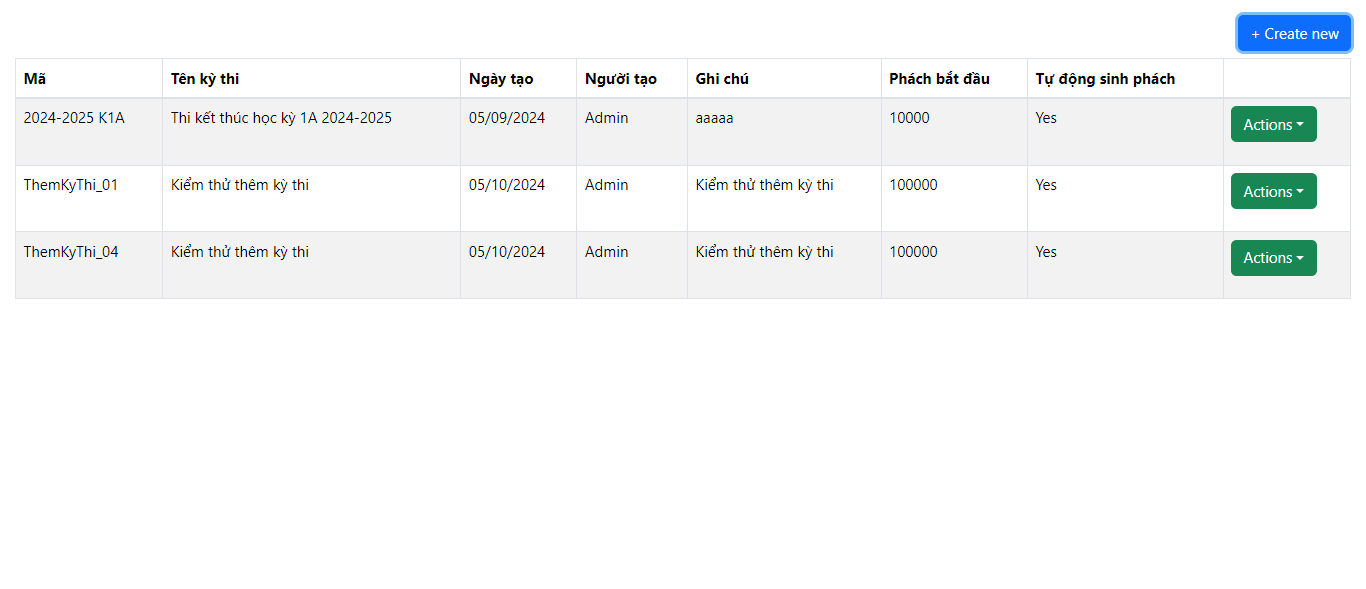 + Create new
Mã Tên kỳ thi Ngày tạo Người tạo Ghi chú Phách bắt đầu Tự động sinh phách
2024-2025 K1A Thi kết thúc học kỳ 1A 2024-2025 05/09/2024 Admin aaaaa 10000 Yes Actions
ThemKyThi_01 Kiểm thử thêm kỳ thi 05/10/2024 Admin Kiểm thử thêm kỳ thi 100000 Yes Actions
ThemKyThi_04 Kiểm thử thêm kỳ thi 05/10/2024 Admin Kiểm thử thêm kỳ thi 100000 Yes Actions